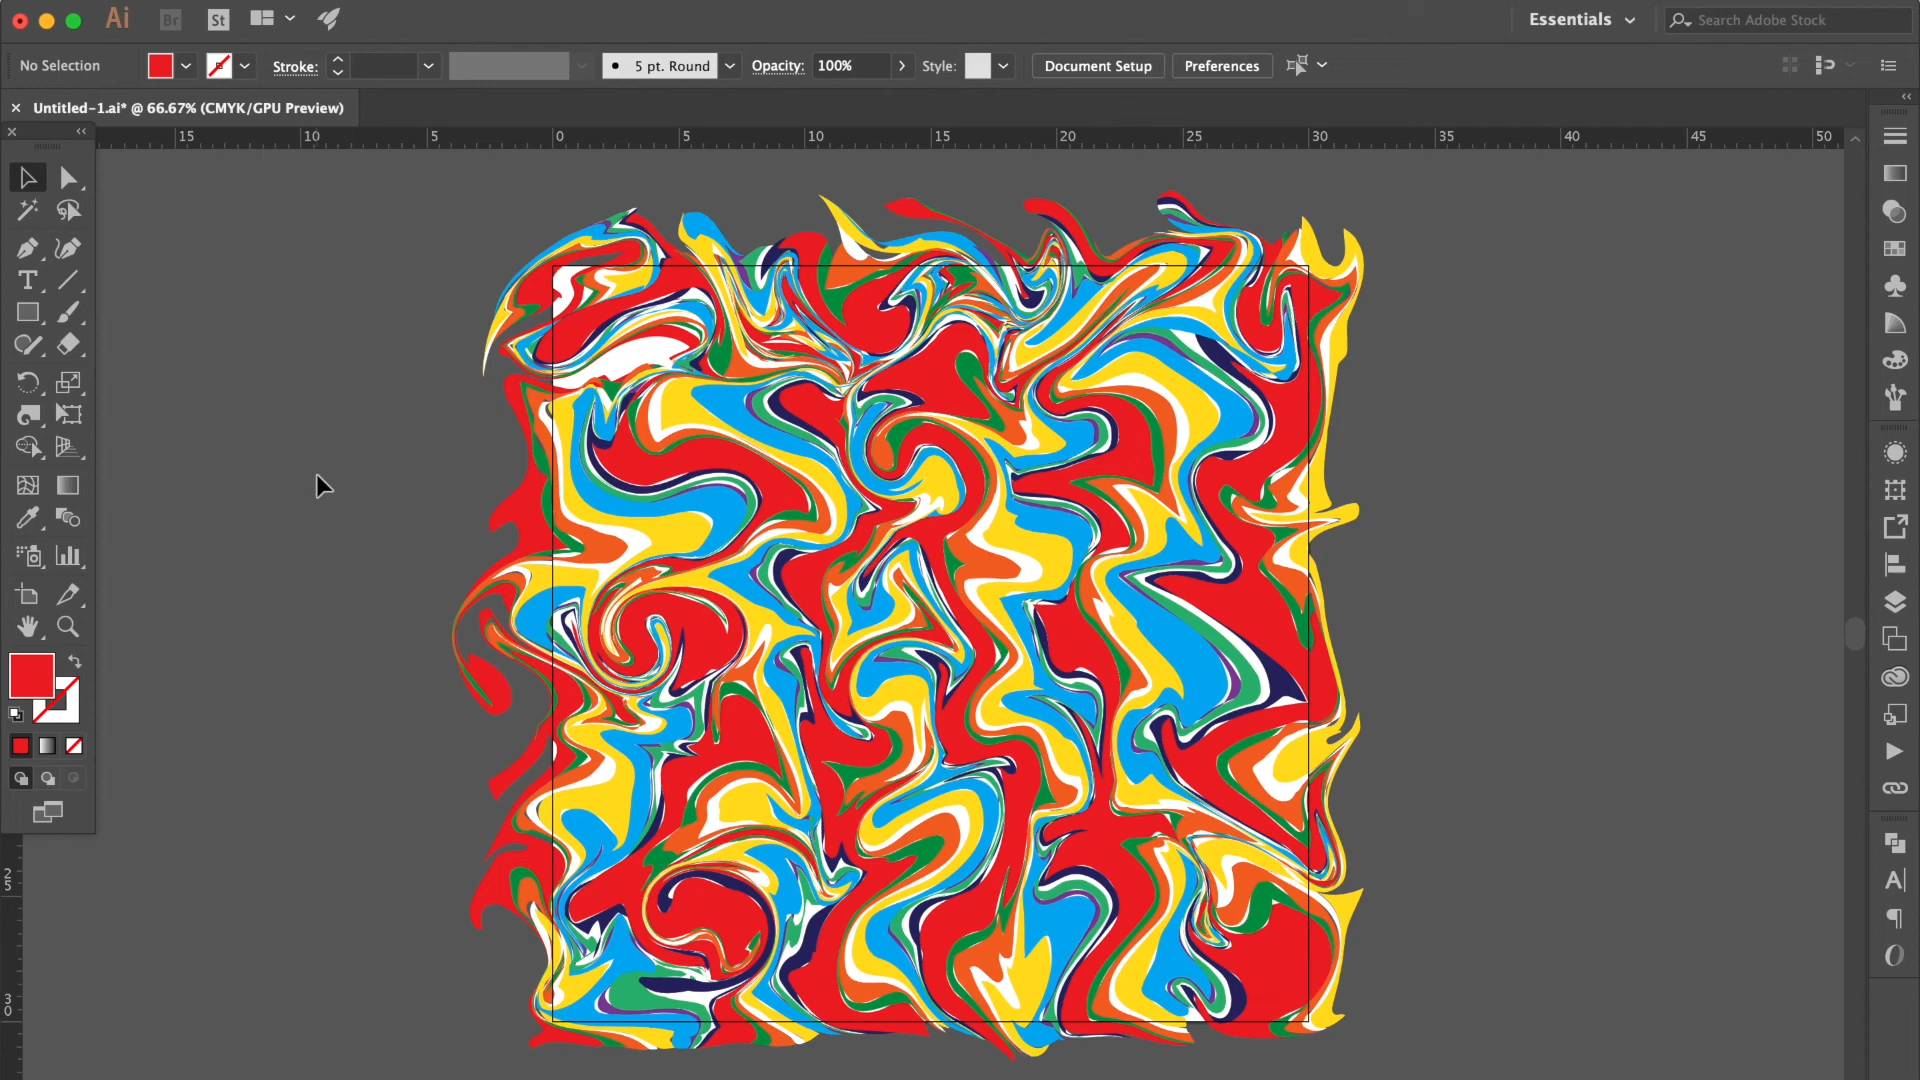 Ai Br St Essentials Search Adobe Stock
No Selection Stroke: 5 pt. Round Opacity: 100% Style: Document Setup Preferences
× Untitled-1.ai* @ 66.67% (CMYK/GPU Preview)
15 10 5 0 5 10 15 20 25 30 35 40 45 50
25
30